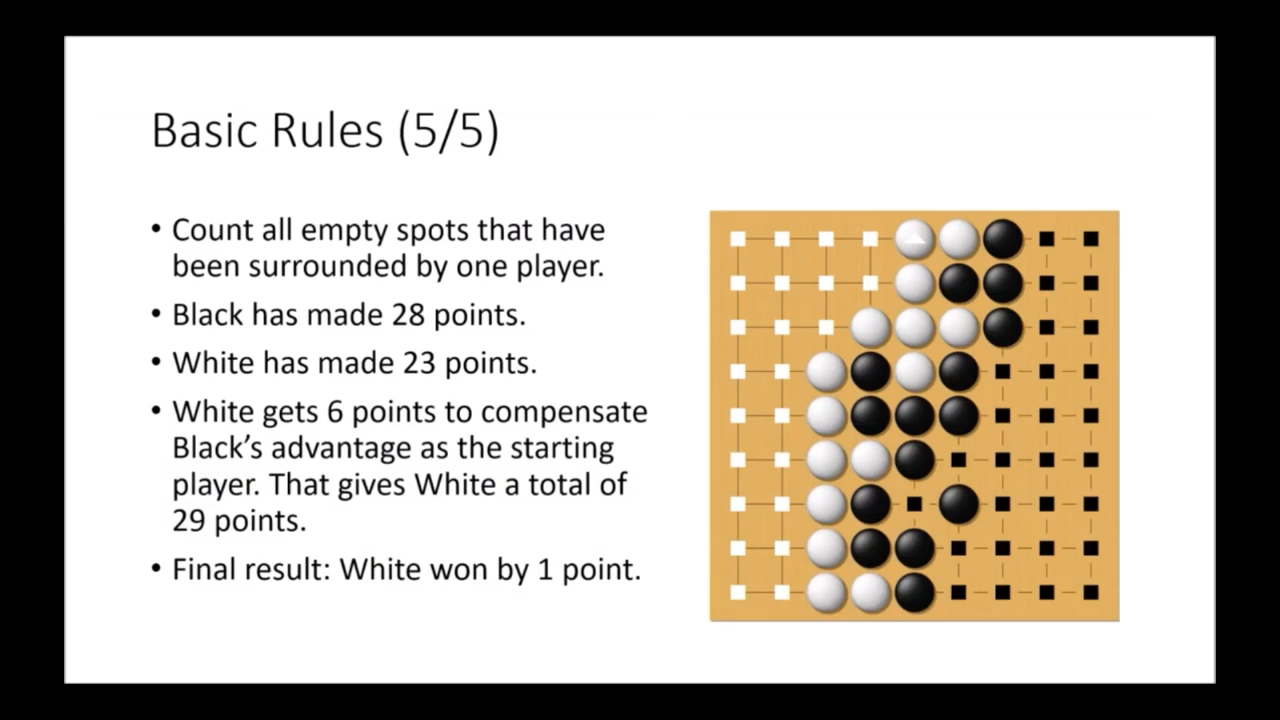 Basic Rules (5/5)
• Count all empty spots that have
been surrounded by one player.
• Black has made 28 points.
• White has made 23 points.
• White gets 6 points to compensate
Black’s advantage as the starting
player. That gives White a total of
29 points.
• Final result: White won by 1 point.